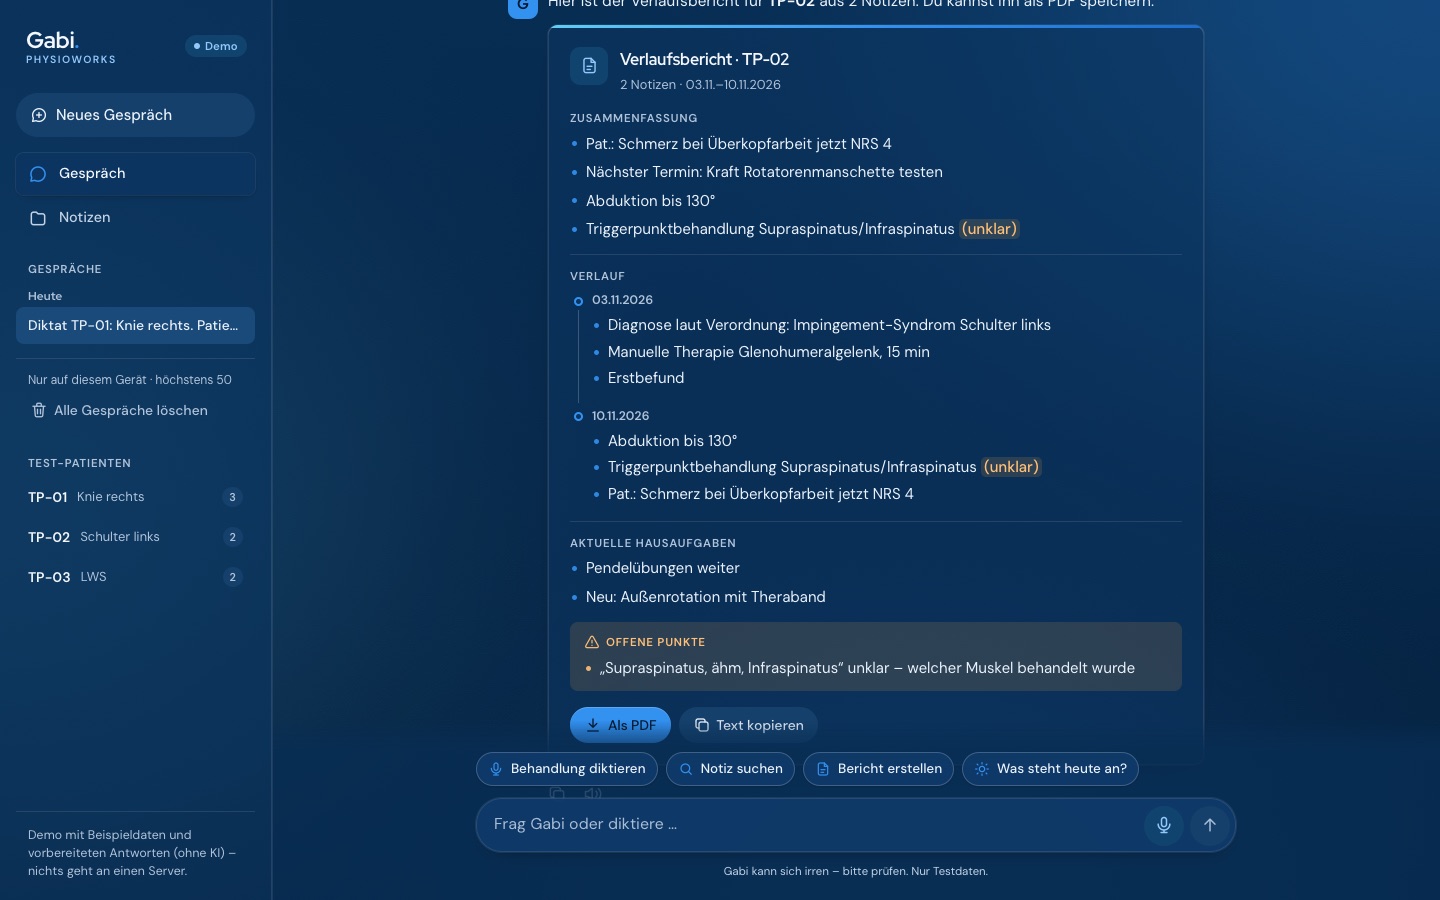 Gabi.
PHYSIOWORKS
Demo
Neues Gespräch
Gespräch
Notizen
GESPRÄCHE
Heute
Diktat TP-01: Knie rechts. Patie...
Nur auf diesem Gerät · höchstens 50
Alle Gespräche löschen
TEST-PATIENTEN
TP-01 Knie rechts 3
TP-02 Schulter links 2
TP-03 LWS 2
Demo mit Beispieldaten und
vorbereiteten Antworten (ohne KI) –
nichts geht an einen Server.
G
Hier ist der Verlaufsbericht für TP-02 aus 2 Notizen. Du kannst ihn als PDF speichern.
Verlaufsbericht · TP-02
2 Notizen · 03.11.–10.11.2026
ZUSAMMENFASSUNG
Pat.: Schmerz bei Überkopfarbeit jetzt NRS 4
Nächster Termin: Kraft Rotatorenmanschette testen
Abduktion bis 130°
Triggerpunktbehandlung Supraspinatus/Infraspinatus (unklar)
VERLAUF
03.11.2026
Diagnose laut Verordnung: Impingement-Syndrom Schulter links
Manuelle Therapie Glenohumeralgelenk, 15 min
Erstbefund
10.11.2026
Abduktion bis 130°
Triggerpunktbehandlung Supraspinatus/Infraspinatus (unklar)
Pat.: Schmerz bei Überkopfarbeit jetzt NRS 4
AKTUELLE HAUSAUFGABEN
Pendelübungen weiter
Neu: Außenrotation mit Theraband
OFFENE PUNKTE
„Supraspinatus, ähm, Infraspinatus“ unklar – welcher Muskel behandelt wurde
Als PDF
Text kopieren
Behandlung diktieren
Notiz suchen
Bericht erstellen
Was steht heute an?
Frag Gabi oder diktiere ...
Gabi kann sich irren – bitte prüfen. Nur Testdaten.